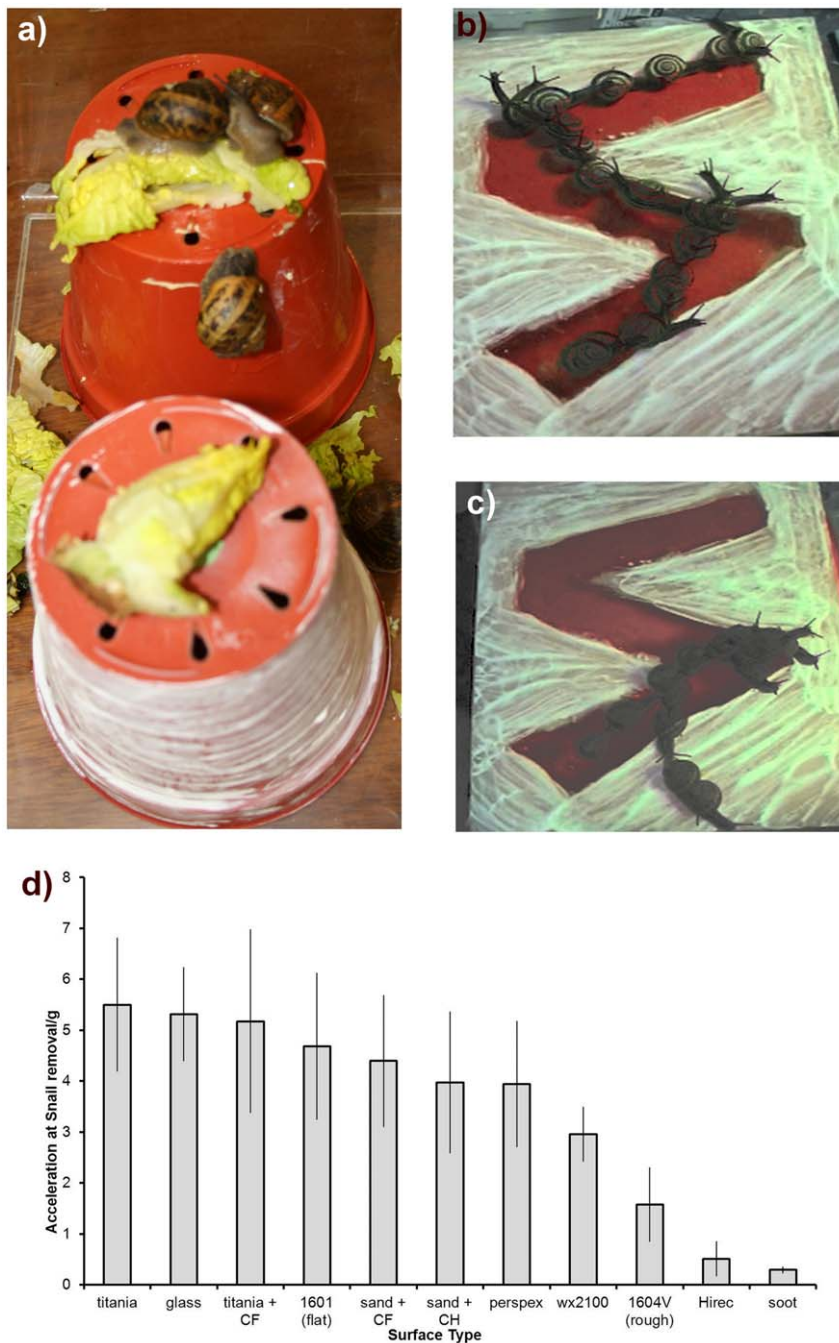 a)
b)
c)
d)
Acceleration at Snail removal/g
8
7
6
5
4
3
2
1
0
titania
glass
titania +
CF
1601
(flat)
sand +
CF
sand +
CH
perspex
wx2100
1604V
(rough)
Hirec
soot
Surface Type